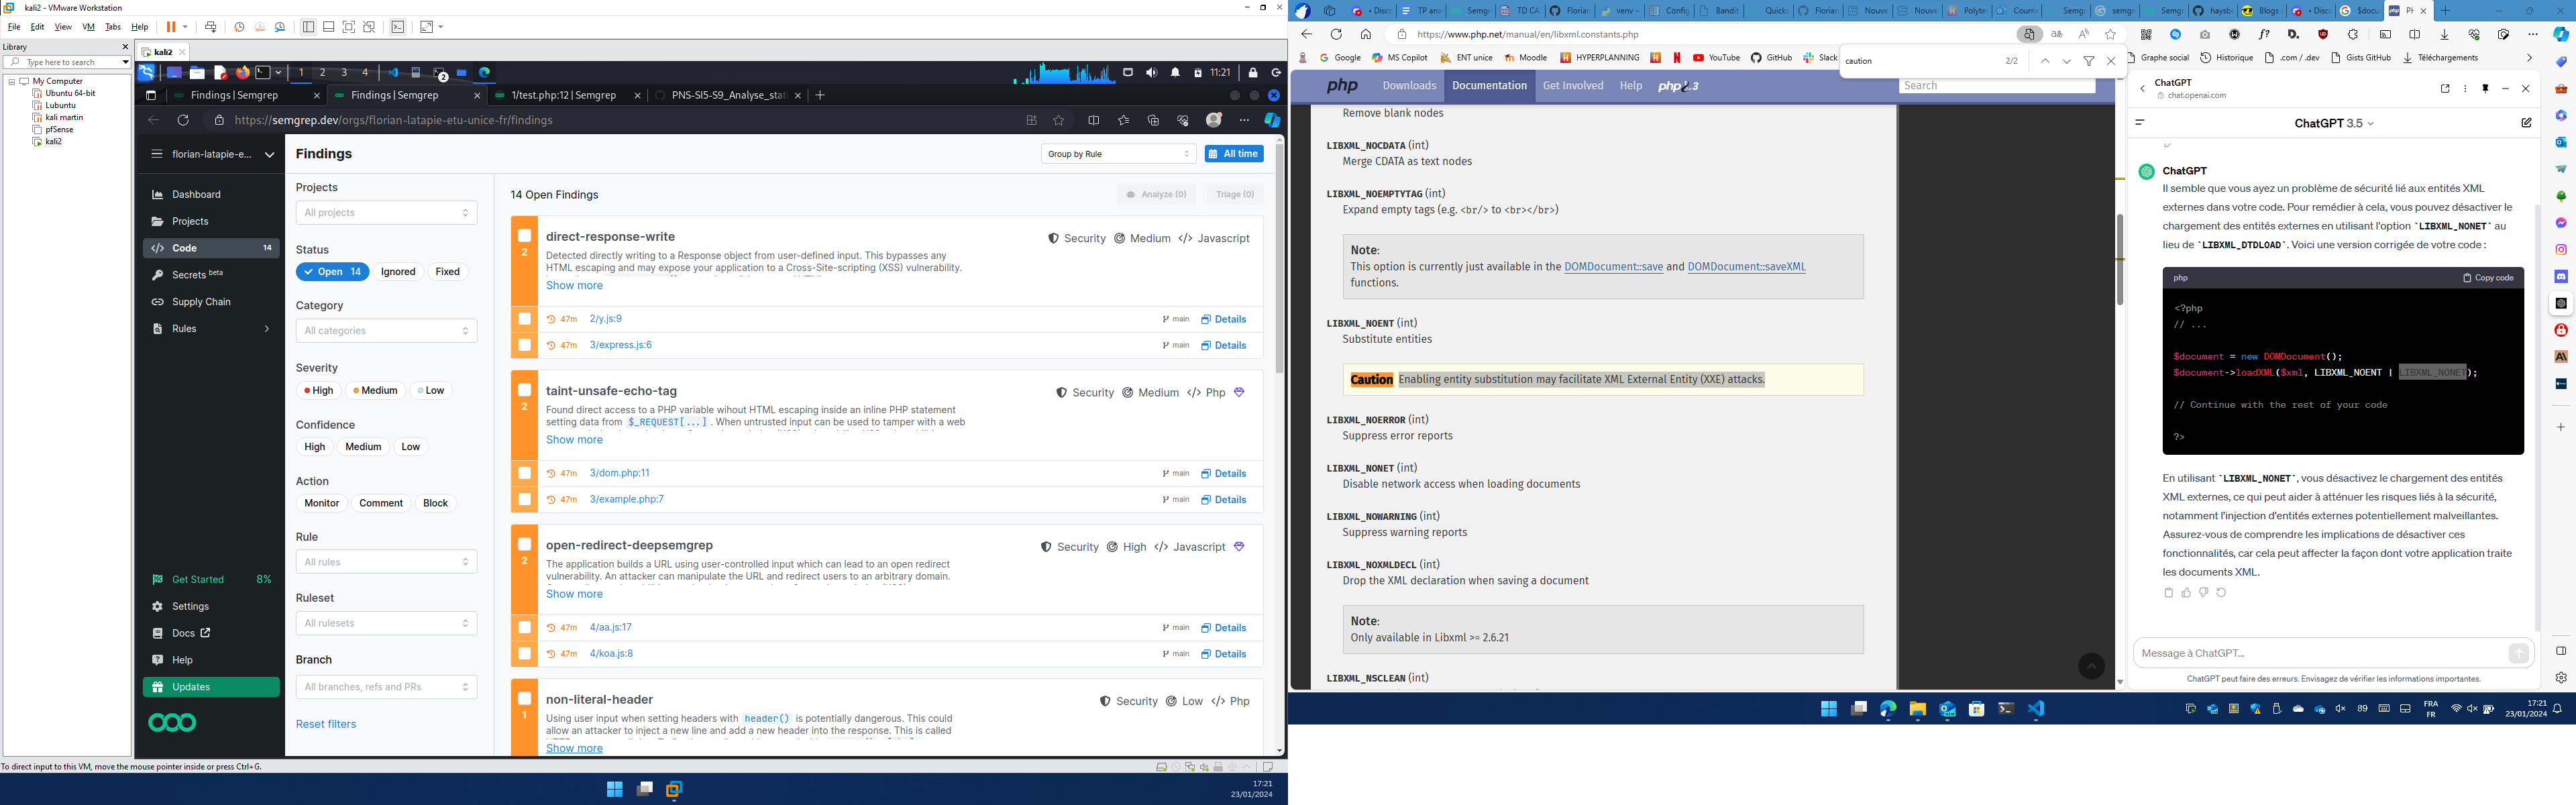 kali2 - VMware Workstation
File Edit View VM Tabs Help
Library
Type here to search
My Computer
Ubuntu 64-bit
Lubuntu
kali martin
pfSense
kali2
kali2
1 2 3 4
11:21
Findings | Semgrep
Findings | Semgrep
1/test.php:12 | Semgrep
PNS-SI5-S9_Analyse_stati
https://semgrep.dev/orgs/florian-latapie-etu-unice-fr/findings
florian-latapie-e...
Dashboard
Projects
Code 14
Secrets beta
Supply Chain
Rules
Get Started 8%
Settings
Docs
Help
Updates
Findings
Group by Rule
All time
Projects
All projects
Status
Open 14
Ignored
Fixed
Category
All categories
Severity
High
Medium
Low
Confidence
High
Medium
Low
Action
Monitor
Comment
Block
Rule
All rules
Ruleset
All rulesets
Branch
All branches, refs and PRs
Reset filters
14 Open Findings
Analyze (0)
Triage (0)
2
direct-response-write
Security Medium Javascript
Detected directly writing to a Response object from user-defined input. This bypasses any
HTML escaping and may expose your application to a Cross-Site-scripting (XSS) vulnerability.
Show more
47m 2/y.js:9 main Details
47m 3/express.js:6 main Details
2
taint-unsafe-echo-tag
Security Medium Php
Found direct access to a PHP variable wihout HTML escaping inside an inline PHP statement
setting data from $_REQUEST[...]. When untrusted input can be used to tamper with a web
Show more
47m 3/dom.php:11 main Details
47m 3/example.php:7 main Details
2
open-redirect-deepsemgrep
Security High Javascript
The application builds a URL using user-controlled input which can lead to an open redirect
vulnerability. An attacker can manipulate the URL and redirect users to an arbitrary domain.
Show more
47m 4/aa.js:17 main Details
47m 4/koa.js:8 main Details
1
non-literal-header
Security Low Php
Using user input when setting headers with header() is potentially dangerous. This could
allow an attacker to inject a new line and add a new header into the response. This is called
Show more
To direct input to this VM, move the mouse pointer inside or press Ctrl+G.
17:21
23/01/2024
https://www.php.net/manual/en/libxml.constants.php
Google
MS Copilot
ENT unice
Moodle
HYPERPLANNING
YouTube
GitHub
Slack
Graphe social
Historique
.com / .dev
Gists GitHub
Téléchargements
caution 2/2
php
Downloads
Documentation
Get Involved
Help
Search
Remove blank nodes
LIBXML_NOCDATA (int)
Merge CDATA as text nodes
LIBXML_NOEMPTYTAG (int)
Expand empty tags (e.g. <br/> to <br></br>)
Note:
This option is currently just available in the DOMDocument::save and DOMDocument::saveXML
functions.
LIBXML_NOENT (int)
Substitute entities
Caution Enabling entity substitution may facilitate XML External Entity (XXE) attacks.
LIBXML_NOERROR (int)
Suppress error reports
LIBXML_NONET (int)
Disable network access when loading documents
LIBXML_NOWARNING (int)
Suppress warning reports
LIBXML_NOXMLDECL (int)
Drop the XML declaration when saving a document
Note:
Only available in Libxml >= 2.6.21
LIBXML_NSCLEAN (int)
ChatGPT
chat.openai.com
ChatGPT 3.5
ChatGPT
Il semble que vous ayez un problème de sécurité lié aux entités XML
externes dans votre code. Pour remédier à cela, vous pouvez désactiver le
chargement des entités externes en utilisant l'option `LIBXML_NONET` au
lieu de `LIBXML_DTDLOAD`. Voici une version corrigée de votre code :
php
Copy code
<?php
// ...
$document = new DOMDocument();
$document->loadXML($xml, LIBXML_NOENT | LIBXML_NONET);
// Continue with the rest of your code
?>
En utilisant `LIBXML_NONET`, vous désactivez le chargement des entités
XML externes, ce qui peut aider à atténuer les risques liés à la sécurité,
notamment l'injection d'entités externes potentiellement malveillantes.
Assurez-vous de comprendre les implications de désactiver ces
fonctionnalités, car cela peut affecter la façon dont votre application traite
les documents XML.
Message à ChatGPT...
ChatGPT peut faire des erreurs. Envisagez de vérifier les informations importantes.
89
FRA
FR
17:21
23/01/2024